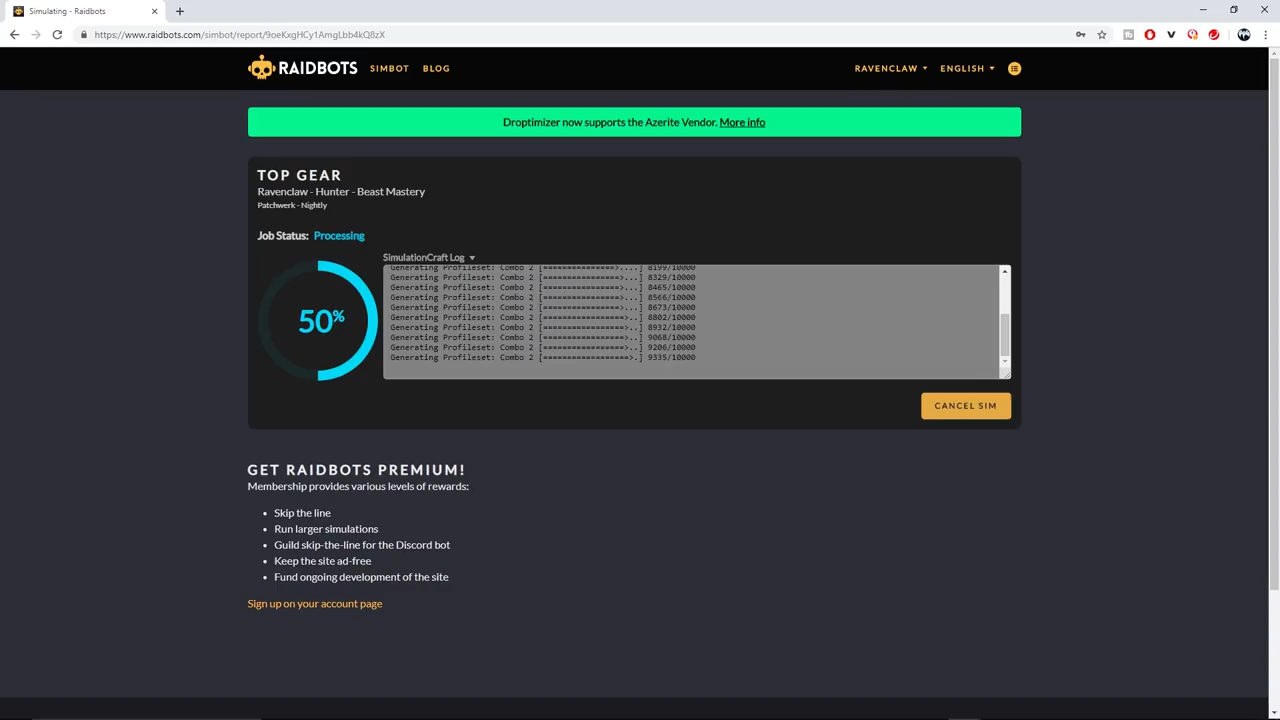 Simulating - Raidbots
https://www.raidbots.com/simbot/report/9oeKxgHCy1AmgLbb4kQ8zX
RAIDBOTS SIMBOT BLOG RAVENCLAW ENGLISH
Droptimizer now supports the Azerite Vendor. More info
TOP GEAR
Ravenclaw - Hunter - Beast Mastery
Patchwerk - Nightly
Job Status: Processing
SimulationCraft Log
50%
Generating Profileset: Combo 2 [================>....] 8199/10000
Generating Profileset: Combo 2 [================>...] 8329/10000
Generating Profileset: Combo 2 [================>...] 8465/10000
Generating Profileset: Combo 2 [=================>..] 8566/10000
Generating Profileset: Combo 2 [=================>..] 8673/10000
Generating Profileset: Combo 2 [=================>..] 8802/10000
Generating Profileset: Combo 2 [=================>..] 8932/10000
Generating Profileset: Combo 2 [==================>..] 9068/10000
Generating Profileset: Combo 2 [==================>..] 9206/10000
Generating Profileset: Combo 2 [==================>.] 9335/10000
CANCEL SIM
GET RAIDBOTS PREMIUM!
Membership provides various levels of rewards:
• Skip the line
• Run larger simulations
• Guild skip-the-line for the Discord bot
• Keep the site ad-free
• Fund ongoing development of the site
Sign up on your account page